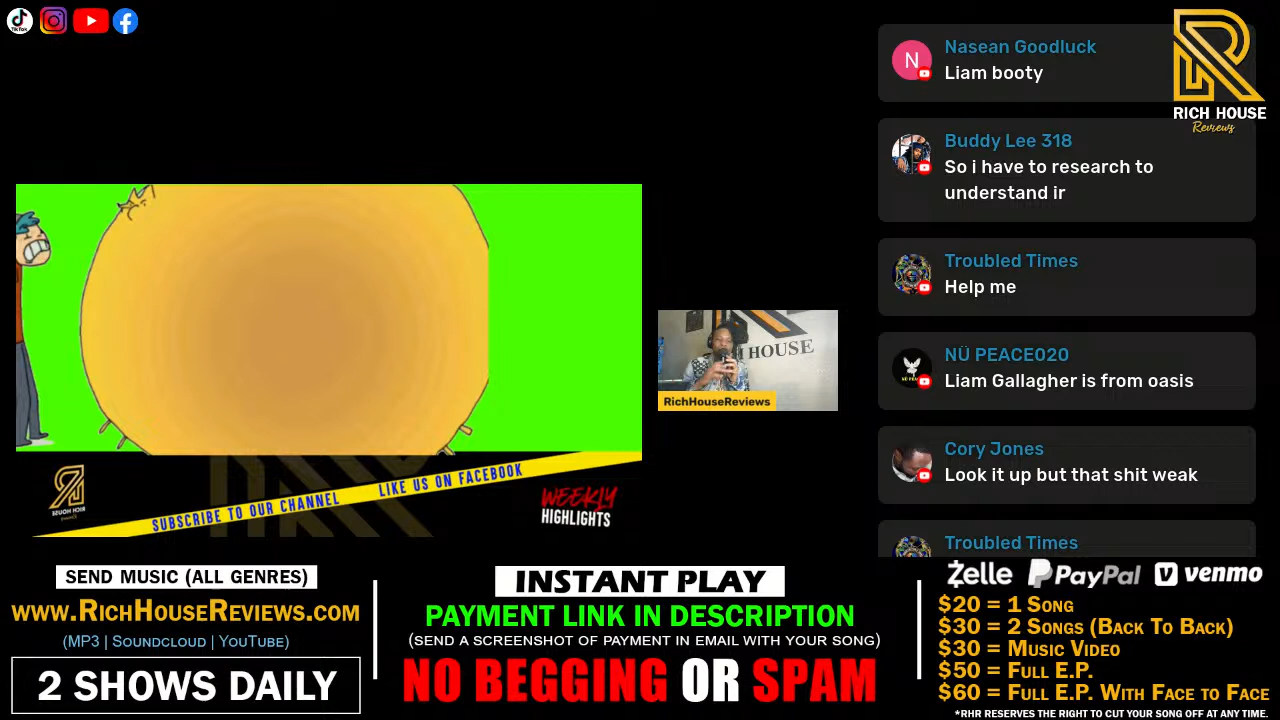 Nasean Goodluck
Liam booty
RICH HOUSE
Reviews
Buddy Lee 318
So i have to research to
understand ir
Troubled Times
Help me
NÜ PEACE020
Liam Gallagher is from oasis
Cory Jones
Look it up but that shit weak
Troubled Times
RICH HOUSE
RichHouseReviews
SUBSCRIBE TO OUR CHANNEL
LIKE US ON FACEBOOK
WEEKLY
HIGHLIGHTS
SEND MUSIC (ALL GENRES)
WWW.RICHHOUSEREVIEWS.COM
(MP3 | SOUNDCLOUD | YOUTUBE)
2 SHOWS DAILY
INSTANT PLAY
PAYMENT LINK IN DESCRIPTION
(SEND A SCREENSHOT OF PAYMENT IN EMAIL WITH YOUR SONG)
NO BEGGING OR SPAM
Zelle PayPal venmo
$20 = 1 SONG
$30 = 2 SONGS (BACK TO BACK)
$30 = MUSIC VIDEO
$50 = FULL E.P.
$60 = FULL E.P. WITH FACE TO FACE
*RHR RESERVES THE RIGHT TO CUT YOUR SONG OFF AT ANY TIME.